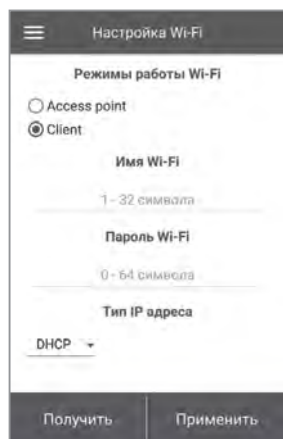 Настройка Wi-Fi
Режимы работы Wi-Fi
Access point
Client
Имя Wi-Fi
1 - 32 символа
Пароль Wi-Fi
0 - 64 символа
Тип IP адреса
DHCP
Получить Применить